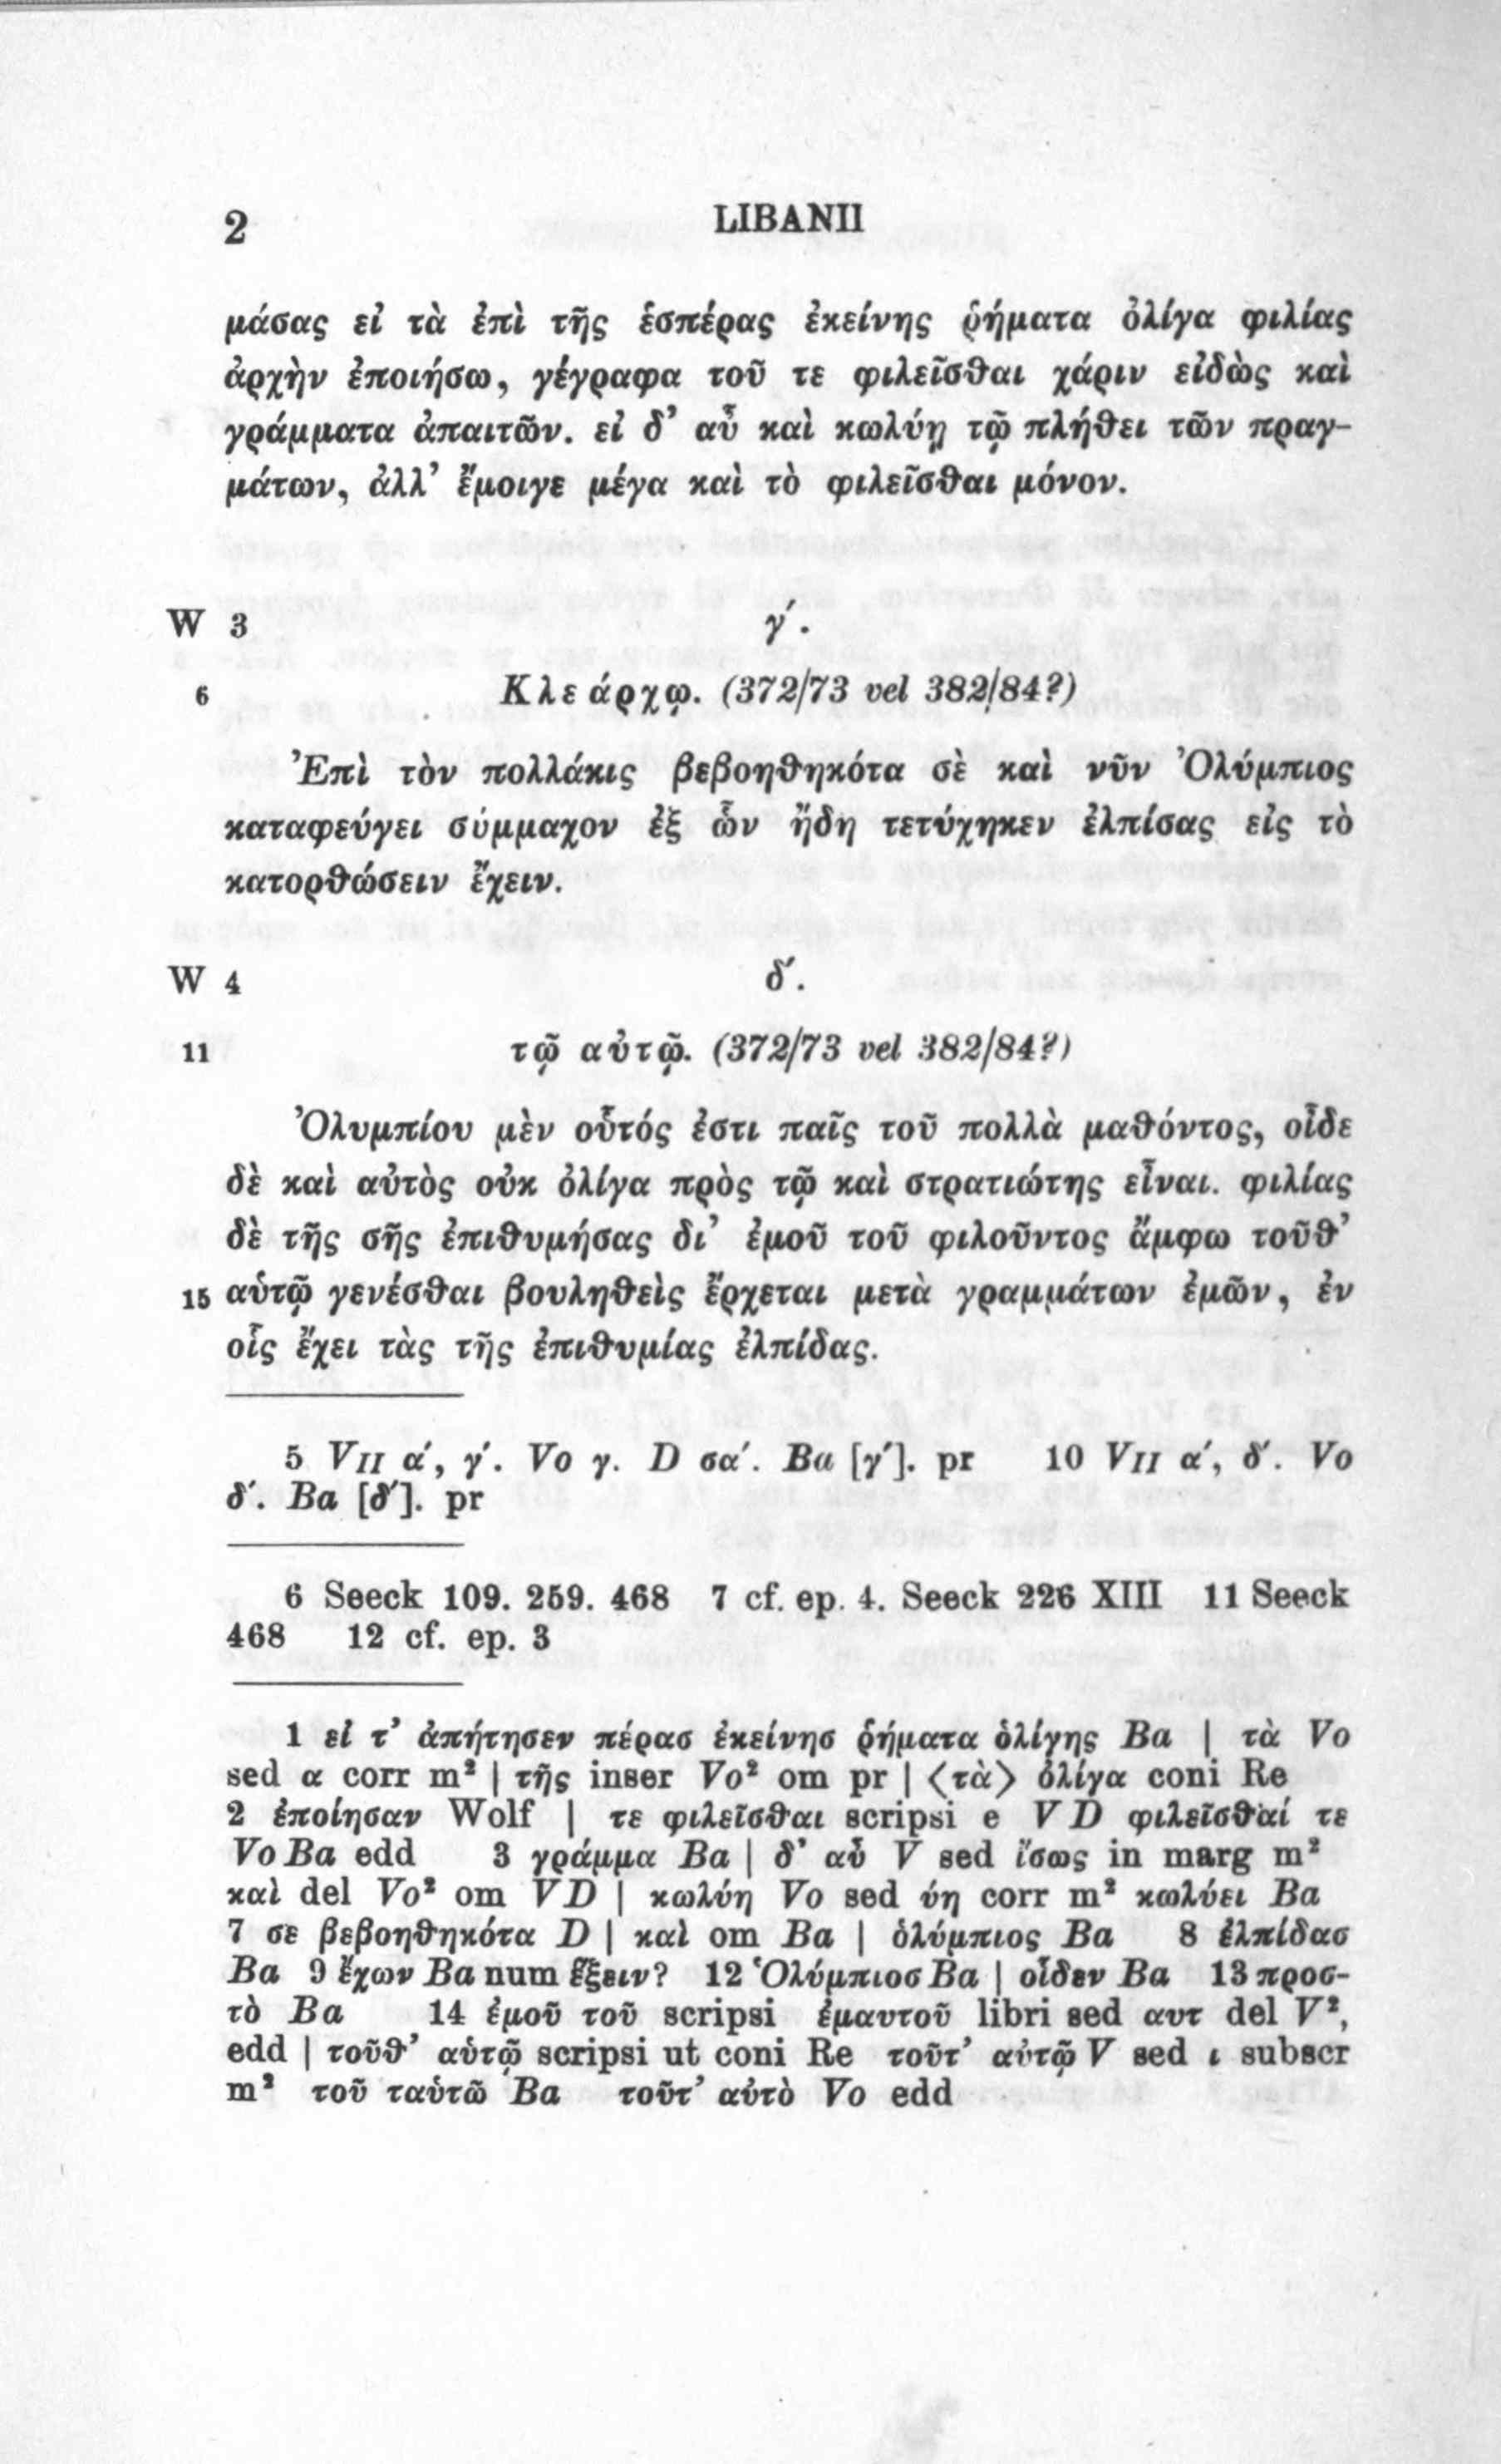 2 LIBANII
μάσας εἰ τὰ ἐπὶ τῆς ἑσπέρας ἐκείνης ῥήματα ὀλίγα φιλίας
ἀρχὴν ἐποιήσω, γέγραφα τοῦ τε φιλεῖσθαι χάριν εἰδὼς καὶ
γράμματα ἀπαιτῶν. εἰ δ’ αὖ καὶ κωλύῃ τῷ πλήθει τῶν πραγ-
μάτων, ἀλλ’ ἔμοιγε μέγα καὶ τὸ φιλεῖσθαι μόνον.
W 3 γ′.
6 Κλεάρχῳ. (372/73 vel 382/84?)
Ἐπὶ τὸν πολλάκις βεβοηθηκότα σὲ καὶ νῦν Ὀλύμπιος
καταφεύγει σύμμαχον ἐξ ὧν ἤδη τετύχηκεν ἐλπίσας εἰς τὸ
κατορθώσειν ἔχειν.
W 4 δ′.
11 τῷ αὐτῷ. (372/73 vel 382/84?)
Ὀλυμπίου μὲν οὗτός ἐστι παῖς τοῦ πολλὰ μαθόντος, οἶδε
δὲ καὶ αὐτὸς οὐκ ὀλίγα πρὸς τῷ καὶ στρατιώτης εἶναι. φιλίας
δὲ τῆς σῆς ἐπιθυμήσας δι’ ἐμοῦ τοῦ φιλοῦντος ἄμφω τοῦθ’
15 αὑτῷ γενέσθαι βουληθεὶς ἔρχεται μετὰ γραμμάτων ἐμῶν, ἐν
οἷς ἔχει τὰς τῆς ἐπιθυμίας ἐλπίδας.
5 VII α′, γ′. Vo γ. D σα′. Ba [γ′]. pr 10 VII α′, δ′. Vo
δ′. Ba [δ′]. pr
6 Seeck 109. 259. 468 7 cf. ep. 4. Seeck 226 XIII 11 Seeck
468 12 cf. ep. 3
1 εἰ τ’ ἀπήτησεν πέρασ ἐκείνησ ῥήματα ὀλίγης Ba | τὰ Vo
sed α corr m² | τῆς inser Vo² om pr | ⟨τὰ⟩ ὀλίγα coni Re
2 ἐποίησαν Wolf | τε φιλεῖσθαι scripsi e V D φιλεῖσθαί τε
Vo Ba edd 3 γράμμα Ba | δ’ αὖ V sed ἴσως in marg m²
καὶ del Vo² om V D | κωλύη Vo sed ύη corr m² κωλύει Ba
7 σε βεβοηθηκότα D | καὶ om Ba | ὀλύμπιος Ba 8 ἐλπίδασ
Ba 9 ἔχων Ba num ἕξειν? 12 Ὀλύμπιοσ Ba | οἶδεν Ba 13 προσ-
τὸ Ba 14 ἐμοῦ τοῦ scripsi ἐμαυτοῦ libri sed αυτ del V²,
edd | τοῦθ’ αὑτῷ scripsi ut coni Re τοῦτ’ αὐτῷ V sed ι subscr
m² τοῦ ταὐτῶ Ba τοῦτ’ αὐτὸ Vo edd